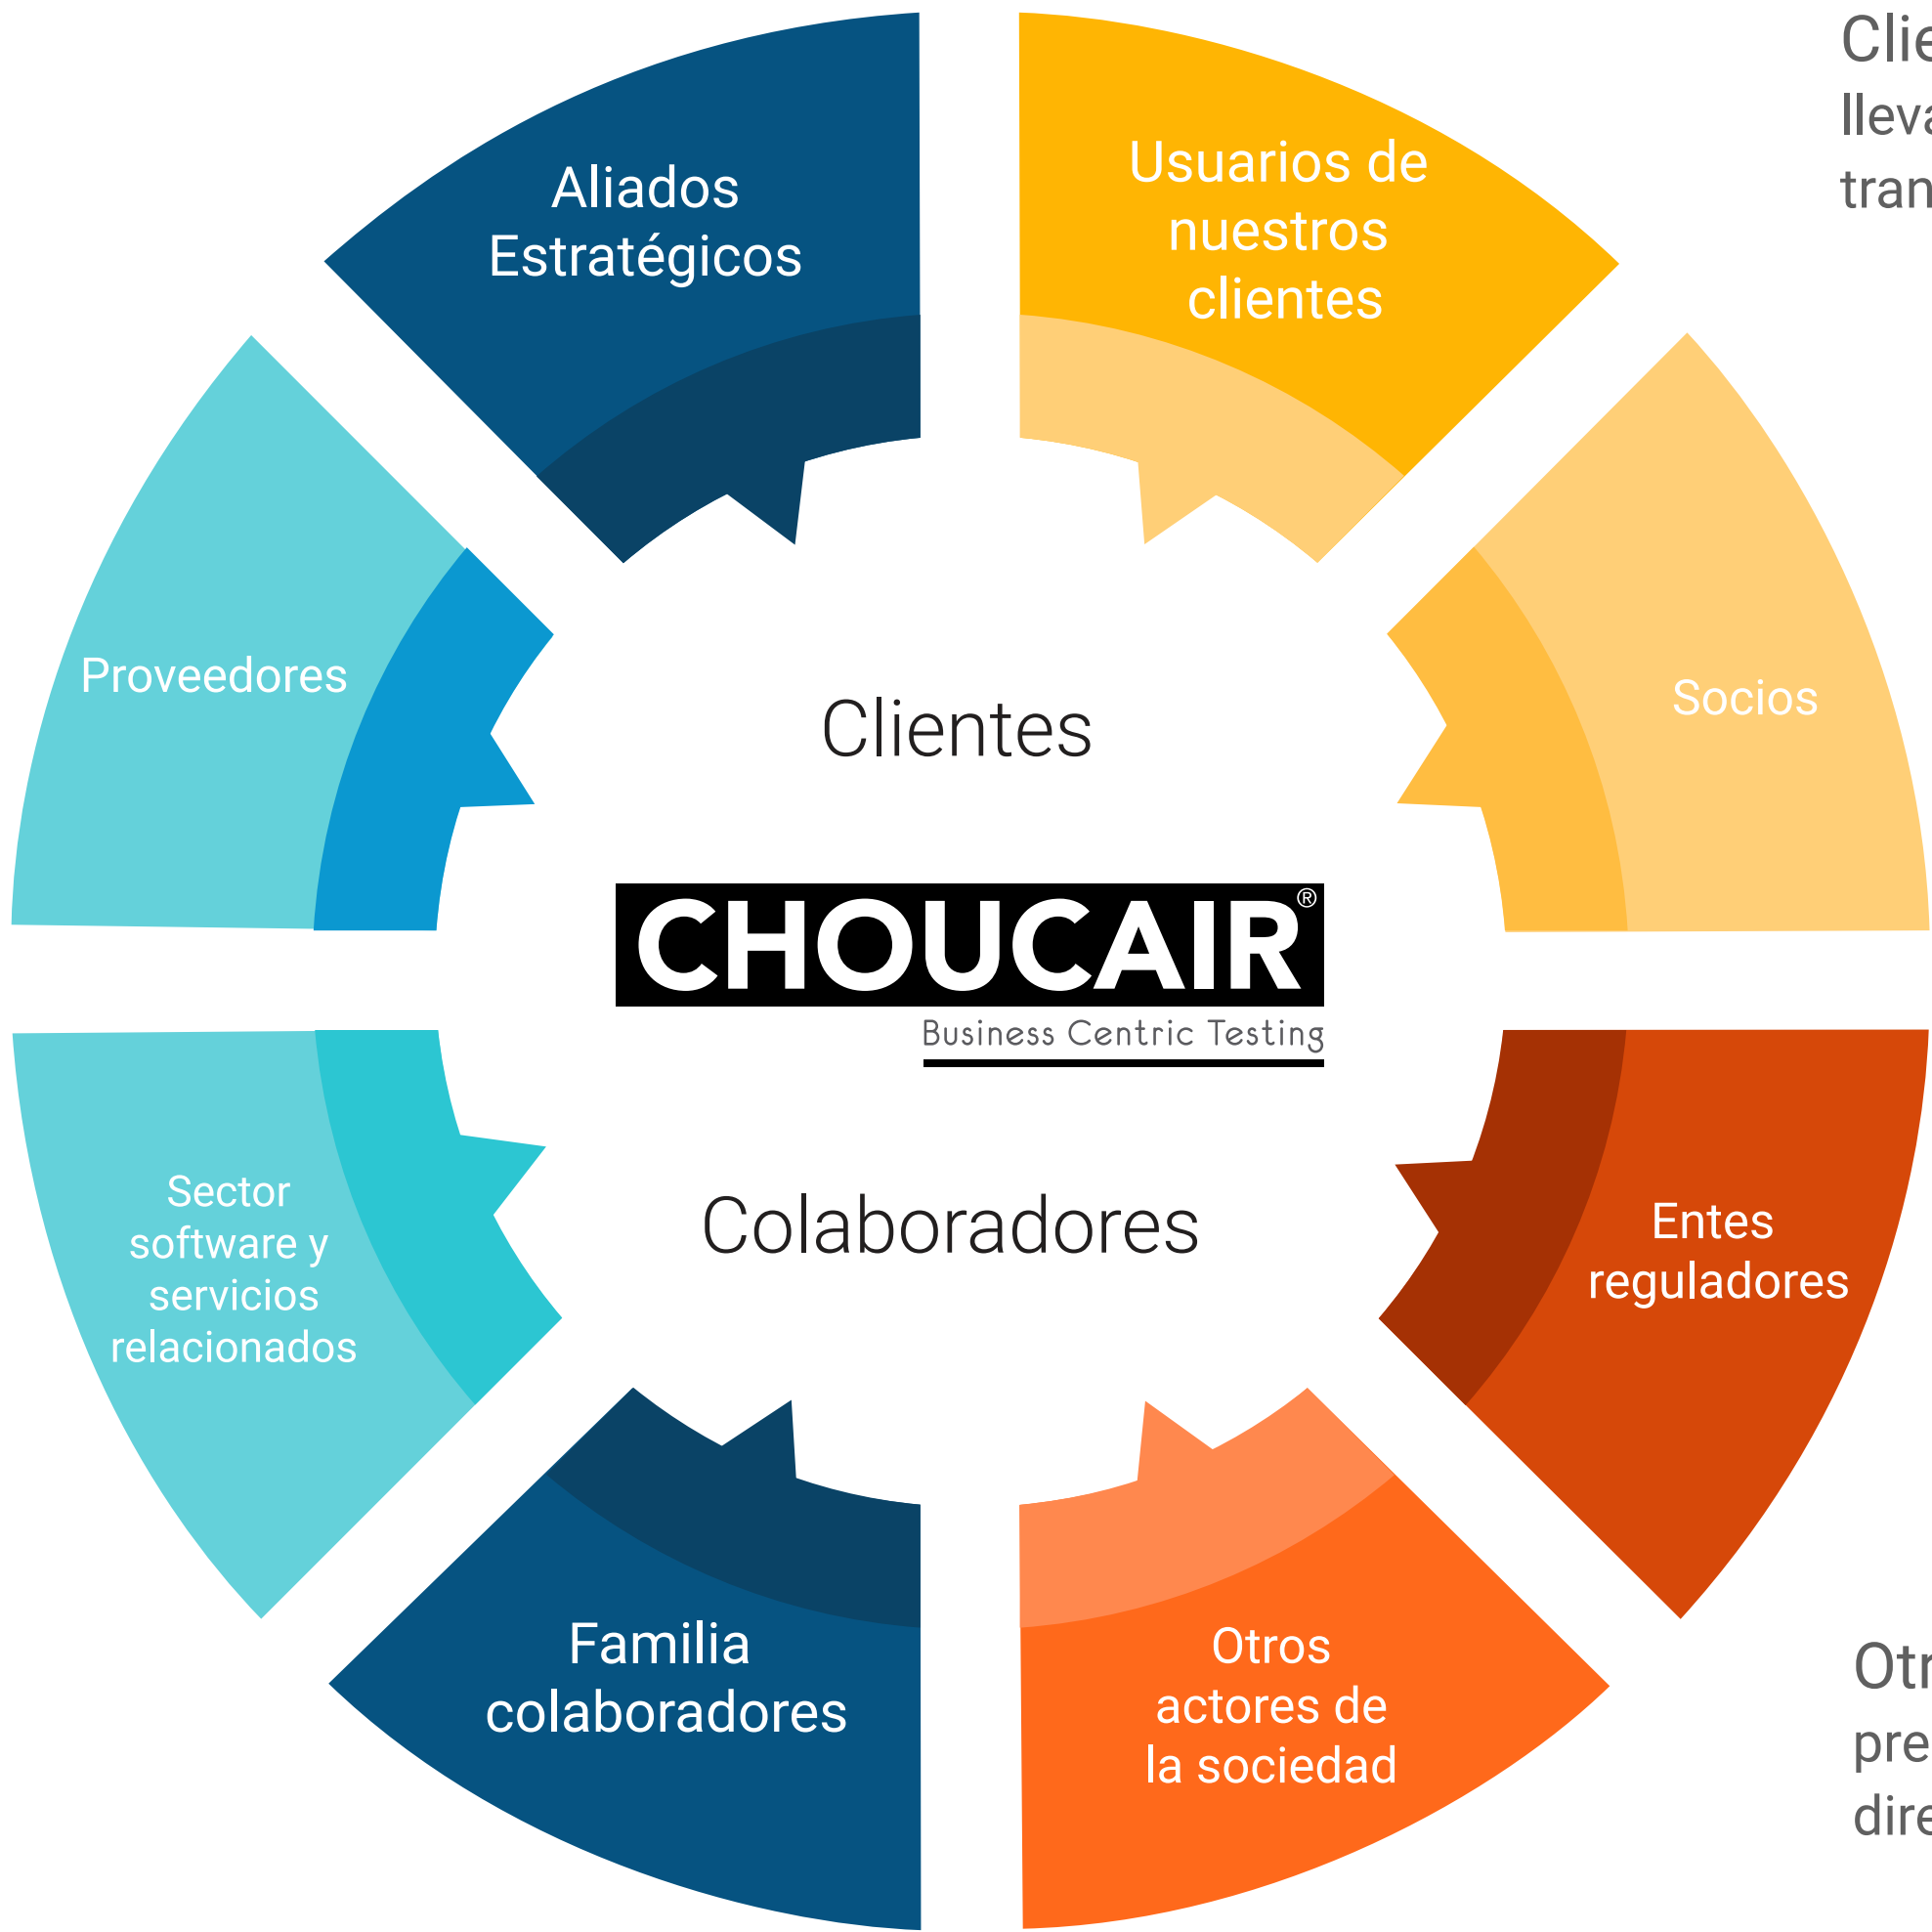 Aliados
Estratégicos
Usuarios de
nuestros
clientes
Proveedores
Socios
Clientes
CHOUCAIR®
Business Centric Testing
Colaboradores
Sector
software y
servicios
relacionados
Entes
reguladores
Familia
colaboradores
Otros
actores de
la sociedad